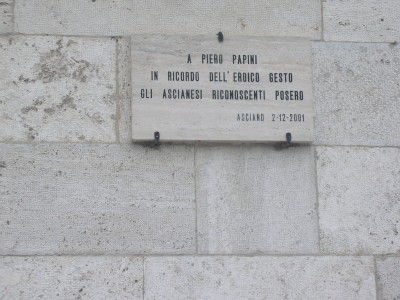 A PIERO PAPINI
IN RICORDO DELL'EROICO GESTO
GLI ASCIANESI RICONOSCENTI POSERO
ASCIANO 2-12-2001